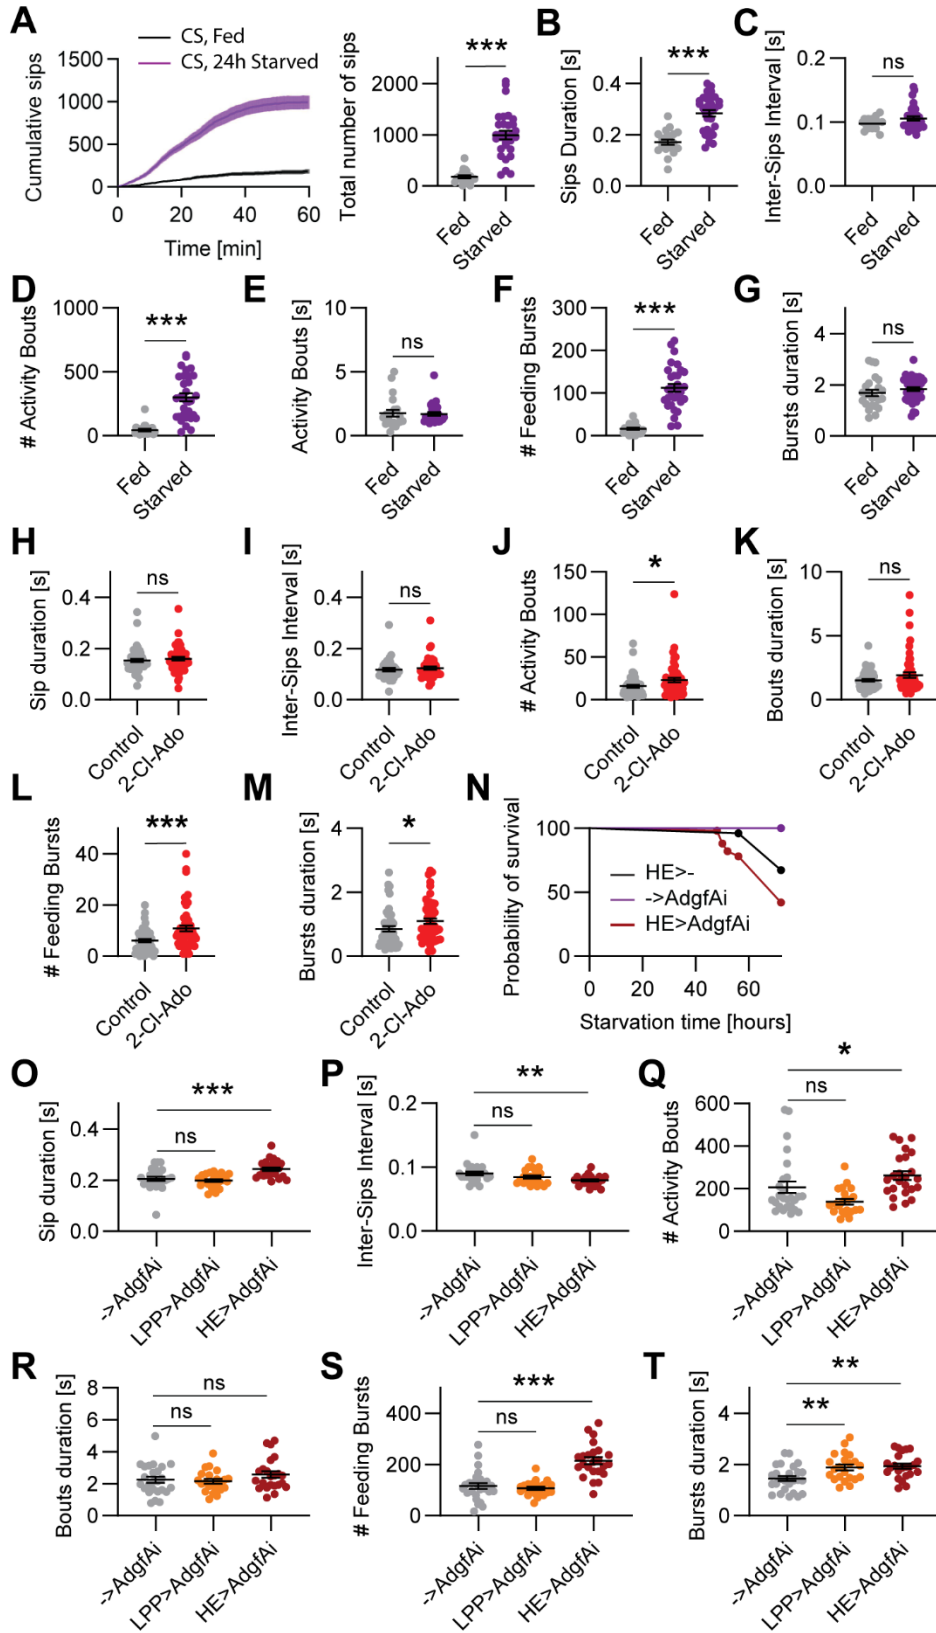 A
CS, Fed
CS, 24h Starved
Cumulative sips
1500
1000
500
0
0 20 40 60
Time [min]
Total number of sips
***
2000
1000
0
Fed
Starved
B
Sips Duration [s]
***
0.4
0.2
0.0
Fed
Starved
C
Inter-Sips Interval [s]
0.2
ns
0.1
0.0
Fed
Starved
D
# Activity Bouts
1000
***
500
0
Fed
Starved
E
Activity Bouts [s]
10
ns
5
0
Fed
Starved
F
# Feeding Bursts
300
***
200
100
0
Fed
Starved
G
Bursts duration [s]
4
ns
2
0
Fed
Starved
H
Sip duration [s]
ns
0.4
0.2
0.0
Control
2-Cl-Ado
I
Inter-Sips Interval [s]
ns
0.4
0.2
0.0
Control
2-Cl-Ado
J
# Activity Bouts
150
*
100
50
0
Control
2-Cl-Ado
K
Bouts duration [s]
10
ns
5
0
Control
2-Cl-Ado
L
# Feeding Bursts
***
40
20
0
Control
2-Cl-Ado
M
Bursts duration [s]
4
*
2
0
Control
2-Cl-Ado
N
Probability of survival
100
50
0
HE>-
->AdgfAi
HE>AdgfAi
0 20 40 60
Starvation time [hours]
O
Sip duration [s]
***
ns
0.4
0.2
0.0
->AdgfAi
LPP>AdgfAi
HE>AdgfAi
P
Inter-Sips Interval [s]
**
ns
0.2
0.1
0.0
->AdgfAi
LPP>AdgfAi
HE>AdgfAi
Q
# Activity Bouts
*
ns
600
400
200
0
->AdgfAi
LPP>AdgfAi
HE>AdgfAi
R
Bouts duration [s]
ns
ns
8
6
4
2
0
->AdgfAi
LPP>AdgfAi
HE>AdgfAi
S
# Feeding Bursts
***
ns
400
200
0
->AdgfAi
LPP>AdgfAi
HE>AdgfAi
T
Bursts duration [s]
**
**
4
2
0
->AdgfAi
LPP>AdgfAi
HE>AdgfAi